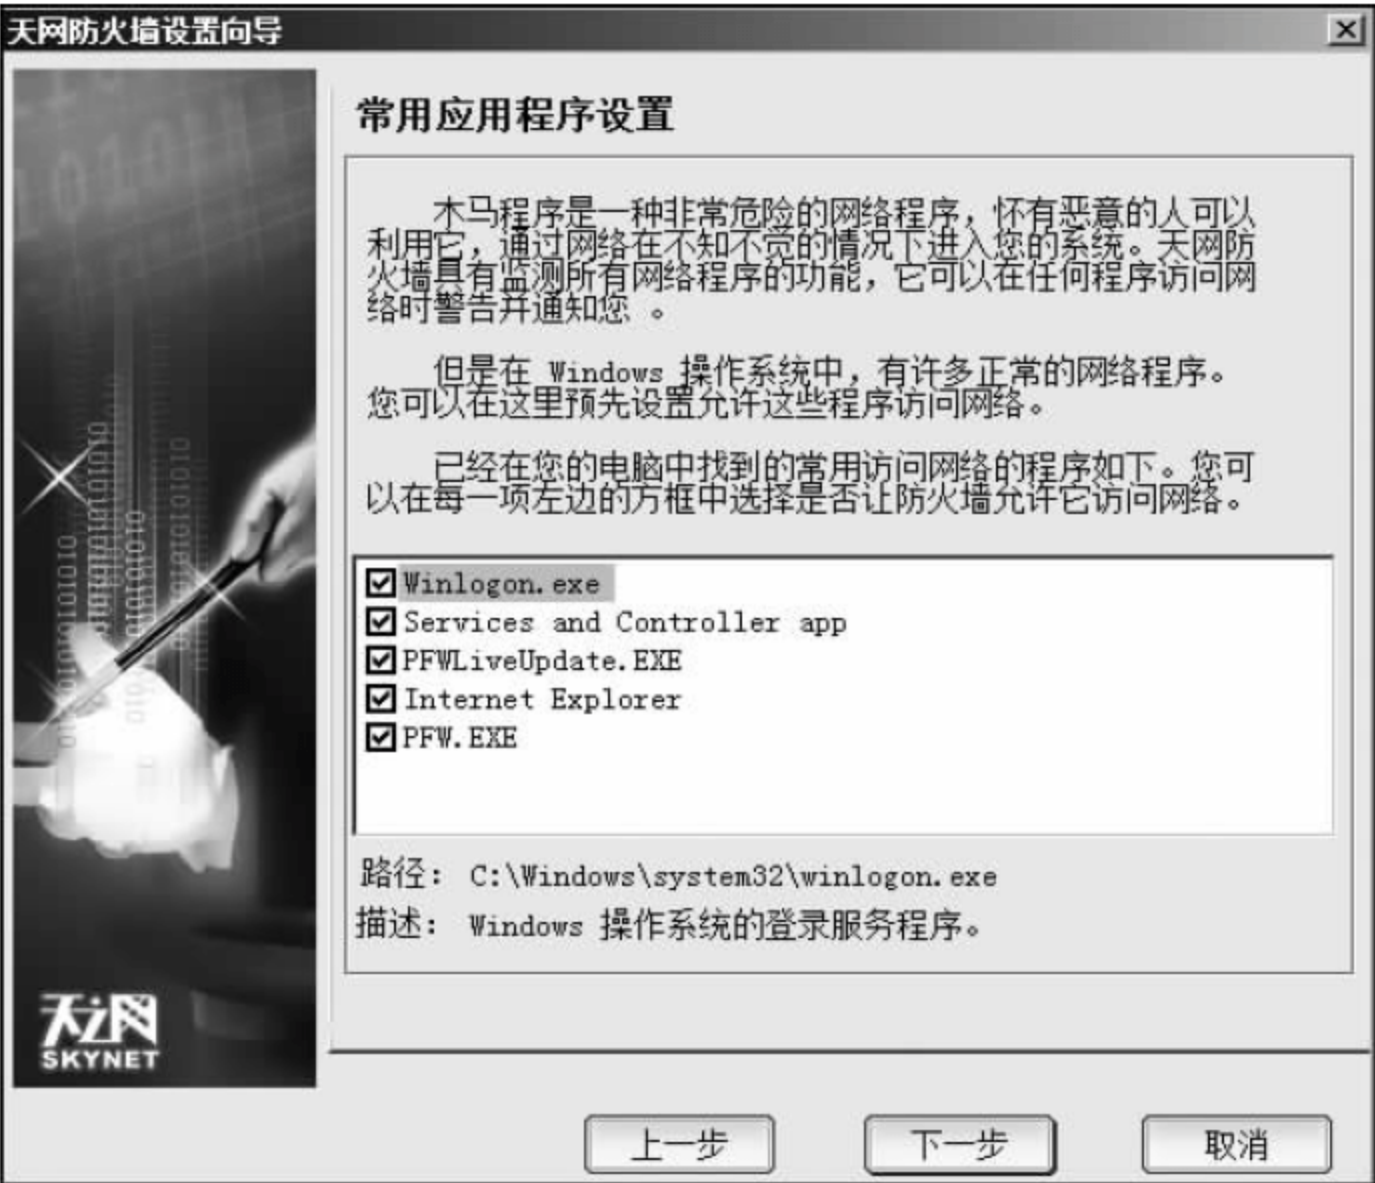 天网防火墙设置向导
常用应用程序设置
木马程序是一种非常危险的网络程序，怀有恶意的人可以
利用它，通过网络在不知不觉的情况下进入您的系统。天网防
火墙具有监测所有网络程序的功能，它可以在任何程序访问网
络时警告并通知您 。
但是在 Windows 操作系统中，有许多正常的网络程序。
您可以在这里预先设置允许这些程序访问网络。
已经在您的电脑中找到的常用访问网络的程序如下。您可
以在每一项左边的方框中选择是否让防火墙允许它访问网络。
Winlogon.exe
Services and Controller app
PFWLiveUpdate.EXE
Internet Explorer
PFW.EXE
路径： C:\Windows\system32\winlogon.exe
描述： Windows 操作系统的登录服务程序。
天之网
SKYNET
上一步
下一步
取消